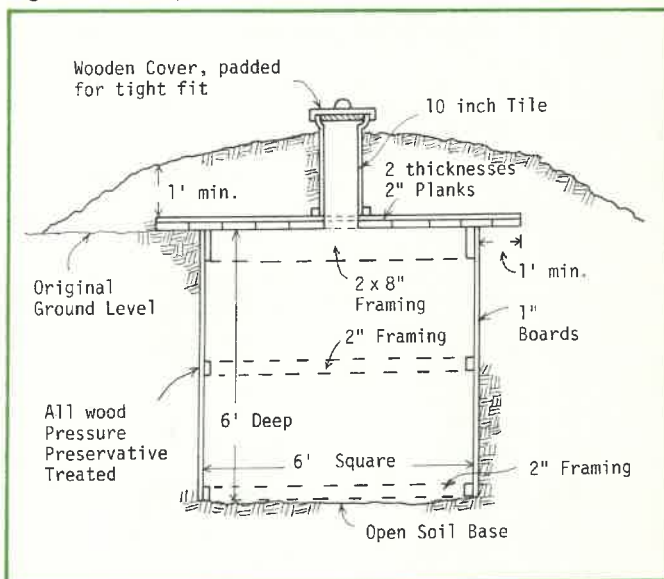 Wooden Cover, padded
for tight fit
10 inch Tile
2 thicknesses
2" Planks
1' min.
Original
Ground Level
2 x 8"
Framing
1' min.
1"
Boards
2" Framing
All wood
Pressure
Preservative
Treated
6' Deep
6' Square
2" Framing
Open Soil Base